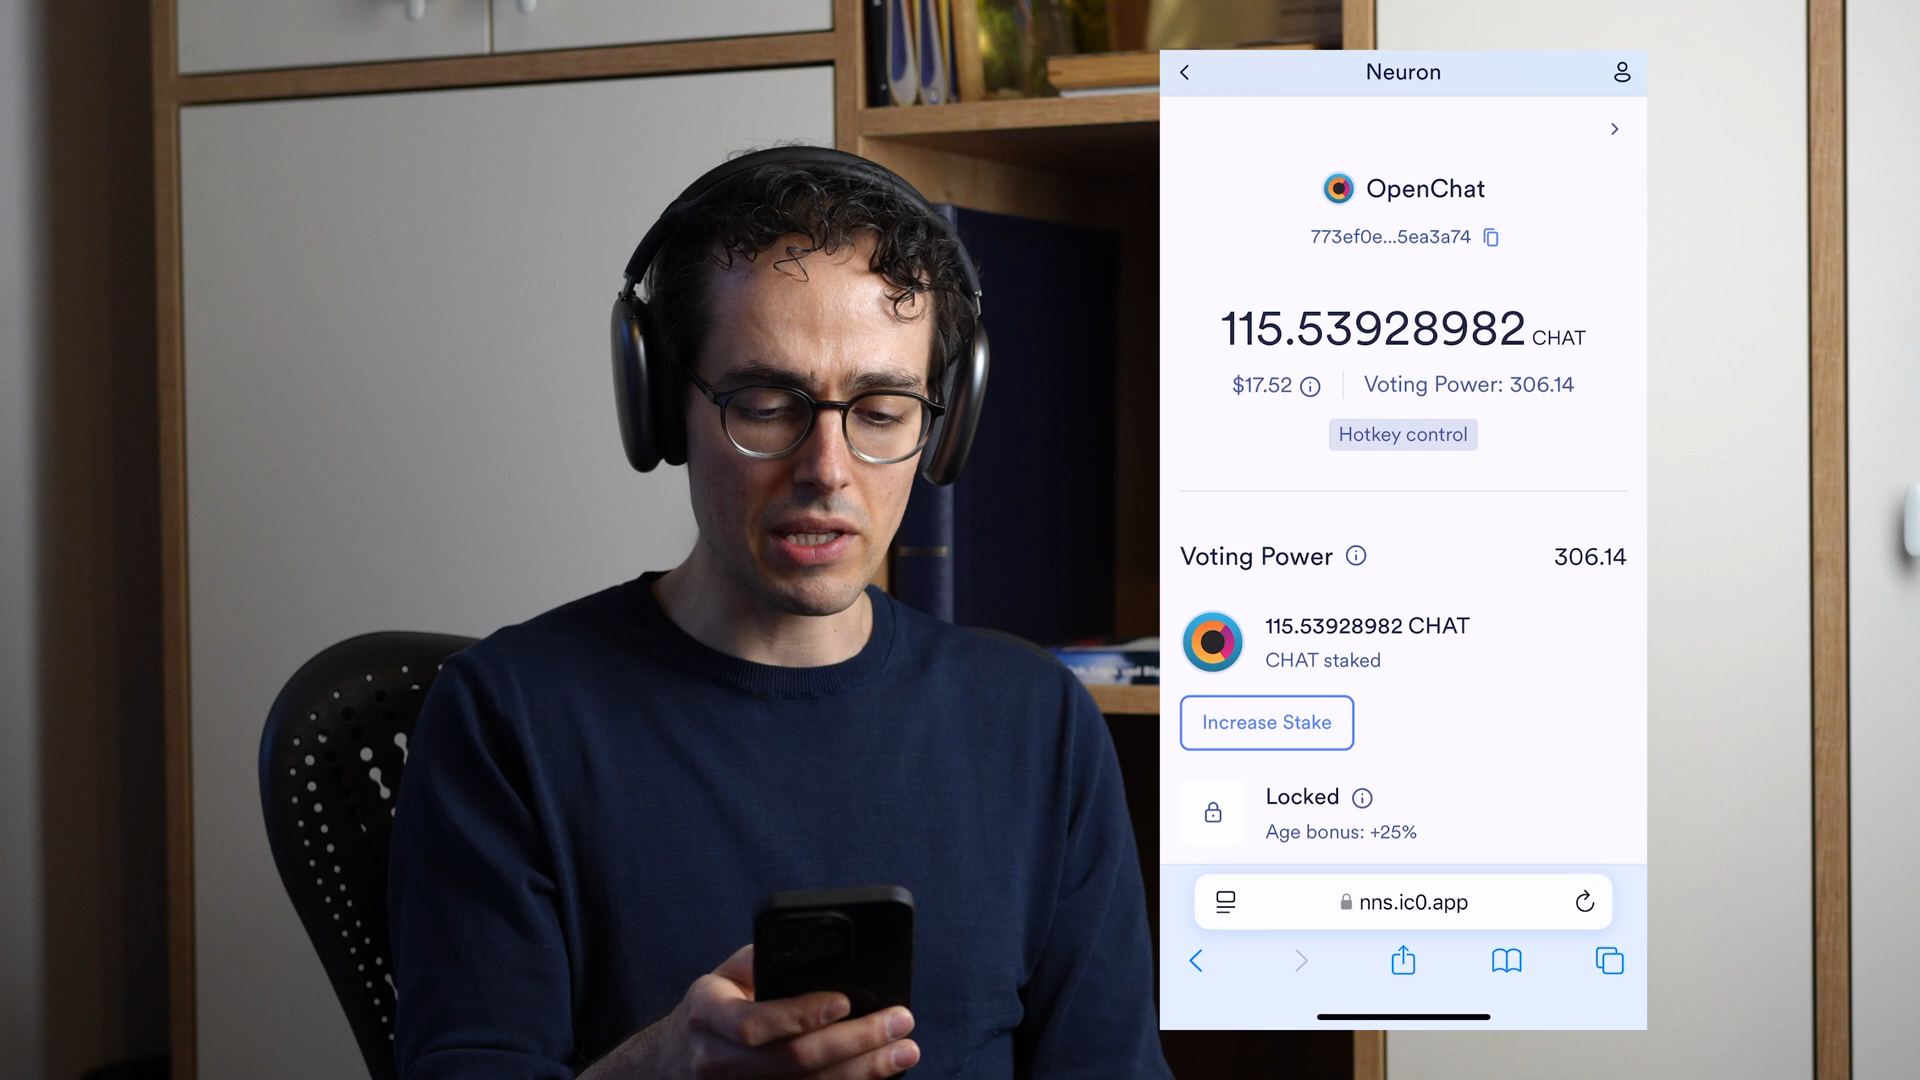 Neuron
OpenChat
773ef0e...5ea3a74
115.53928982 CHAT
$17.52
Voting Power: 306.14
Hotkey control
Voting Power
306.14
115.53928982 CHAT
CHAT staked
Increase Stake
Locked
Age bonus: +25%
nns.ic0.app